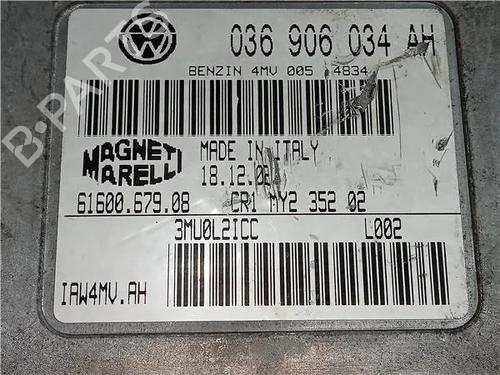 036 906 034 AH
BENZIN 4MV 005 4834
MAGNETI
MARELLI
MADE IN ITALY
18.12.02
61600.679.08 CR1 MY2 352 02
3MU0L2ICC L002
IAW4MV.AH
B-PARTS